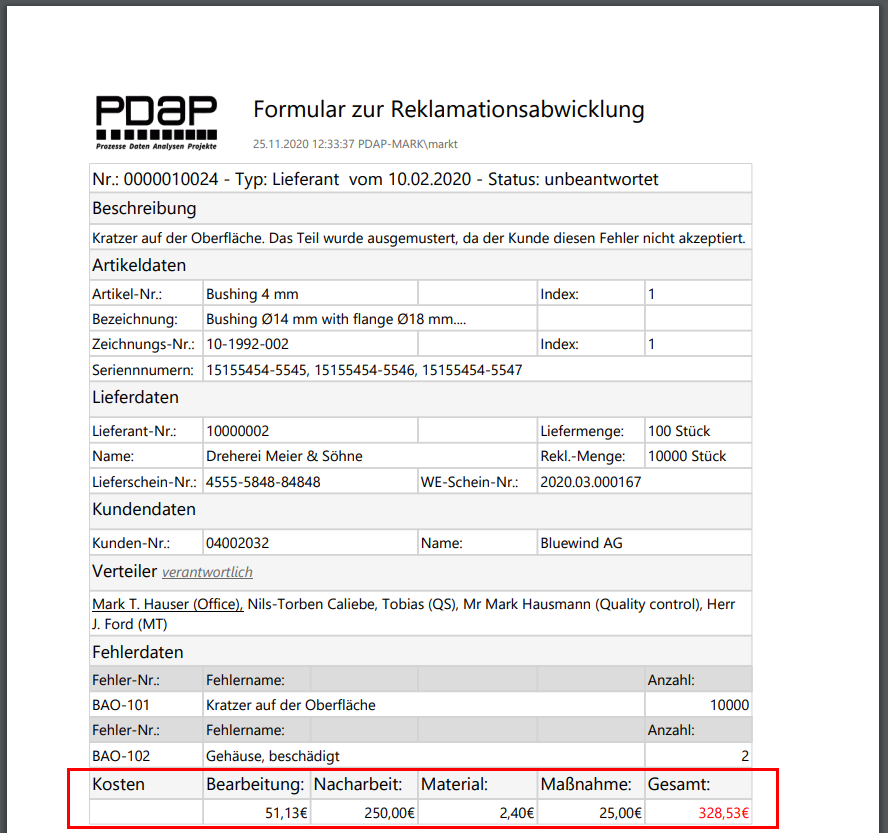 PDAP
Prozesse Daten Analysen Projekte
Formular zur Reklamationsabwicklung
25.11.2020 12:33:37 PDAP-MARK\markt
Nr.: 0000010024 - Typ: Lieferant  vom 10.02.2020 - Status: unbeantwortet
Beschreibung
Kratzer auf der Oberfläche. Das Teil wurde ausgemustert, da der Kunde diesen Fehler nicht akzeptiert.
Artikeldaten
Artikel-Nr.: Bushing 4 mm Index: 1
Bezeichnung: Bushing Ø14 mm with flange Ø18 mm....
Zeichnungs-Nr.: 10-1992-002 Index: 1
Seriennnumern: 15155454-5545, 15155454-5546, 15155454-5547
Lieferdaten
Lieferant-Nr.: 10000002 Liefermenge: 100 Stück
Name: Dreherei Meier & Söhne Rekl.-Menge: 10000 Stück
Lieferschein-Nr.: 4555-5848-84848 WE-Schein-Nr.: 2020.03.000167
Kundendaten
Kunden-Nr.: 04002032 Name: Bluewind AG
Verteiler verantwortlich
Mark T. Hauser (Office), Nils-Torben Caliebe, Tobias (QS), Mr Mark Hausmann (Quality control), Herr
J. Ford (MT)
Fehlerdaten
Fehler-Nr.: Fehlername: Anzahl:
BAO-101 Kratzer auf der Oberfläche 10000
Fehler-Nr.: Fehlername: Anzahl:
BAO-102 Gehäuse, beschädigt 2
Kosten Bearbeitung: Nacharbeit: Material: Maßnahme: Gesamt:
51,13€ 250,00€ 2,40€ 25,00€ 328,53€